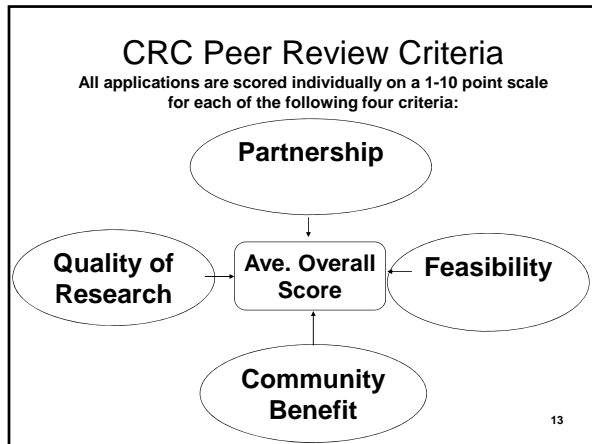 CRC Peer Review Criteria
All applications are scored individually on a 1-10 point scale
for each of the following four criteria:
Partnership
Quality of
Research
Ave. Overall
Score
Feasibility
Community
Benefit
13